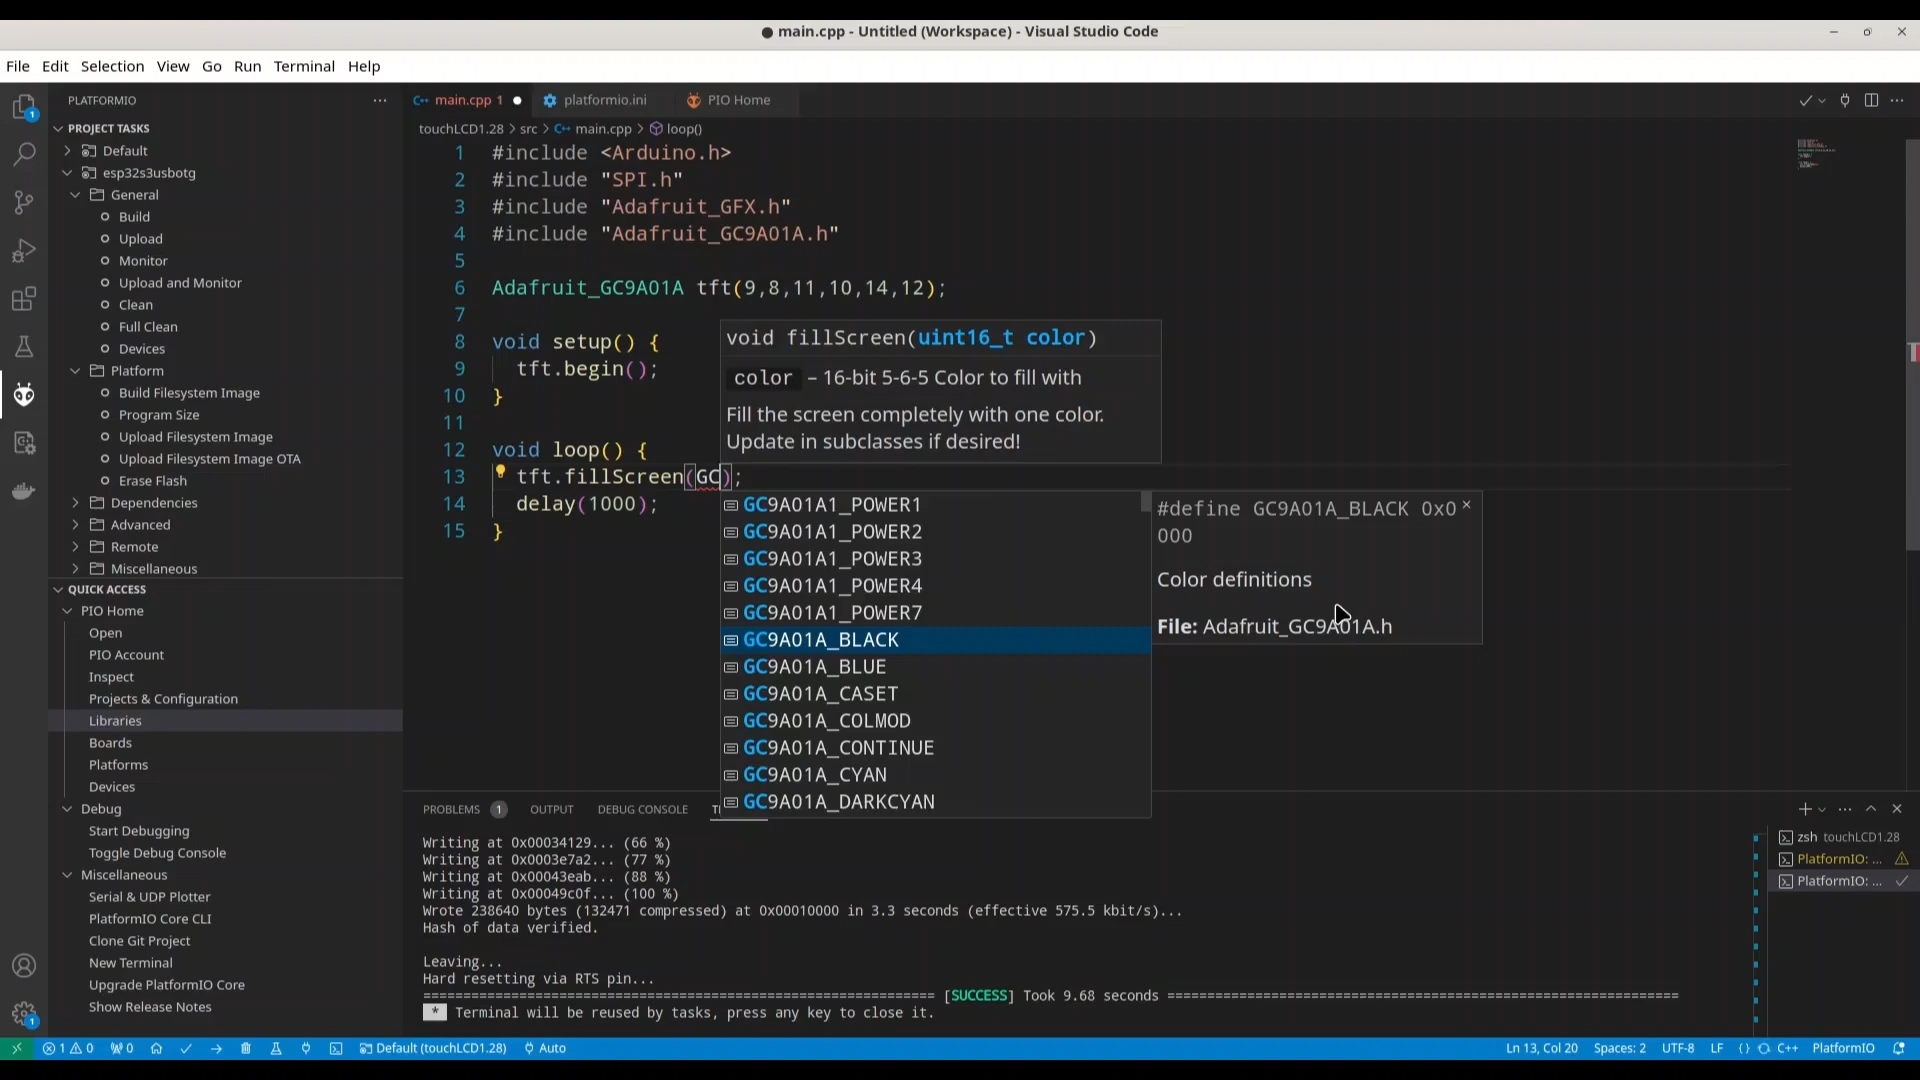 ● main.cpp - Untitled (Workspace) - Visual Studio Code
File Edit Selection View Go Run Terminal Help
PLATFORMIO
PROJECT TASKS
Default
esp32s3usbotg
General
Build
Upload
Monitor
Upload and Monitor
Clean
Full Clean
Devices
Platform
Build Filesystem Image
Program Size
Upload Filesystem Image
Upload Filesystem Image OTA
Erase Flash
Dependencies
Advanced
Remote
Miscellaneous
QUICK ACCESS
PIO Home
Open
PIO Account
Inspect
Projects & Configuration
Libraries
Boards
Platforms
Devices
Debug
Start Debugging
Toggle Debug Console
Miscellaneous
Serial & UDP Plotter
PlatformIO Core CLI
Clone Git Project
New Terminal
Upgrade PlatformIO Core
Show Release Notes
main.cpp 1 ● platformio.ini PIO Home
touchLCD1.28 > src > main.cpp > loop()
1 #include <Arduino.h>
2 #include "SPI.h"
3 #include "Adafruit_GFX.h"
4 #include "Adafruit_GC9A01A.h"
5
6 Adafruit_GC9A01A tft(9,8,11,10,14,12);
7
8 void setup() {
9 tft.begin();
10 }
11
12 void loop() {
13 tft.fillScreen(GC);
14 delay(1000);
15 }
void fillScreen(uint16_t color)
color – 16-bit 5-6-5 Color to fill with
Fill the screen completely with one color.
Update in subclasses if desired!
GC9A01A1_POWER1
GC9A01A1_POWER2
GC9A01A1_POWER3
GC9A01A1_POWER4
GC9A01A1_POWER7
GC9A01A_BLACK
GC9A01A_BLUE
GC9A01A_CASET
GC9A01A_COLMOD
GC9A01A_CONTINUE
GC9A01A_CYAN
GC9A01A_DARKCYAN
#define GC9A01A_BLACK 0x0
000
Color definitions
File: Adafruit_GC9A01A.h
PROBLEMS 1 OUTPUT DEBUG CONSOLE
Writing at 0x00034129... (66 %)
Writing at 0x0003e7a2... (77 %)
Writing at 0x00043eab... (88 %)
Writing at 0x00049c0f... (100 %)
Wrote 238640 bytes (132471 compressed) at 0x00010000 in 3.3 seconds (effective 575.5 kbit/s)...
Hash of data verified.
Leaving...
Hard resetting via RTS pin...
[SUCCESS] Took 9.68 seconds
* Terminal will be reused by tasks, press any key to close it.
zsh touchLCD1.28
PlatformIO: ...
PlatformIO: ...
1 0 0 Default (touchLCD1.28) Auto Ln 13, Col 20 Spaces: 2 UTF-8 LF {} C++ PlatformIO